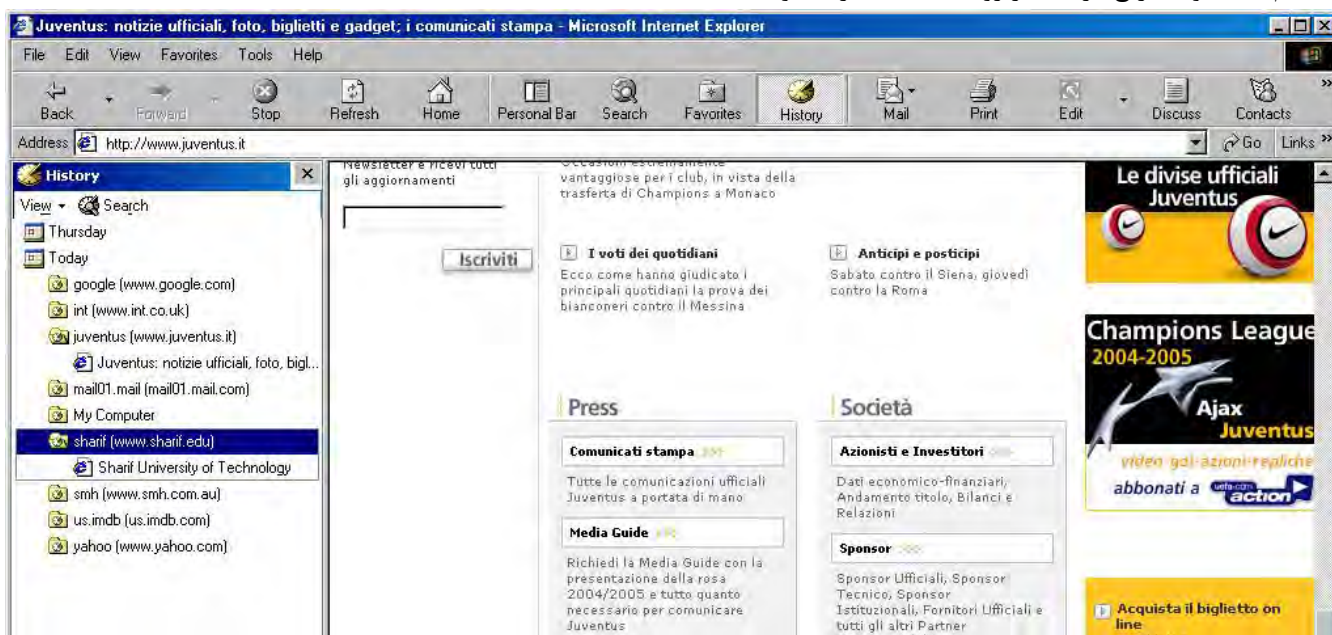 Juventus: notizie ufficiali, foto, biglietti e gadget; i comunicati stampa - Microsoft Internet Explorer
File Edit View Favorites Tools Help
Back Forward Stop Refresh Home Personal Bar Search Favorites History Mail Print Edit Discuss Contacts »
Address http://www.juventus.it Go Links »
History
View Search
Thursday
Today
google (www.google.com)
int (www.int.co.uk)
juventus (www.juventus.it)
Juventus: notizie ufficiali, foto, bigl...
mail01.mail (mail01.mail.com)
My Computer
sharif (www.sharif.edu)
Sharif University of Technology
smh (www.smh.com.au)
us.imdb (us.imdb.com)
yahoo (www.yahoo.com)
Newsletter e ricevi tutti
gli aggiornamenti
Iscriviti
Occasioni estremamente
vantaggiose per i club, in vista della
trasferta di Champions a Monaco
I voti dei quotidiani
Ecco come hanno giudicato i
principali quotidiani la prova dei
bianconeri contro il Messina
Anticipi e posticipi
Sabato contro il Siena, giovedì
contro la Roma
Press
Comunicati stampa >>>
Tutte le comunicazioni ufficiali
Juventus a portata di mano
Media Guide >>>
Richiedi la Media Guide con la
presentazione della rosa
2004/2005 e tutto quanto
necessario per comunicare
Juventus
Società
Azionisti e Investitori >>>
Dati economico-finanziari,
Andamento titolo, Bilanci e
Relazioni
Sponsor >>>
Sponsor Ufficiali, Sponsor
Tecnico, Sponsor
Istituzionali, Fornitori Ufficiali e
tutti gli altri Partner
Le divise ufficiali
Juventus
Champions League
2004-2005
Ajax
Juventus
video gol-azioni-repliche
abbonati a uefa.com action
Acquista il biglietto on
line